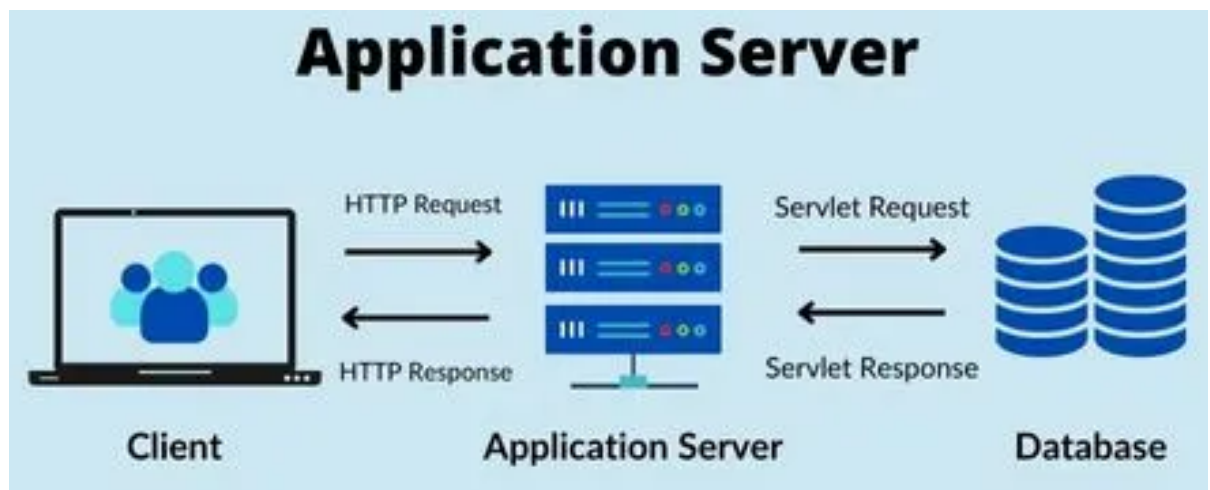 Application Server
HTTP Request
Servlet Request
HTTP Response
Servlet Response
Client
Application Server
Database